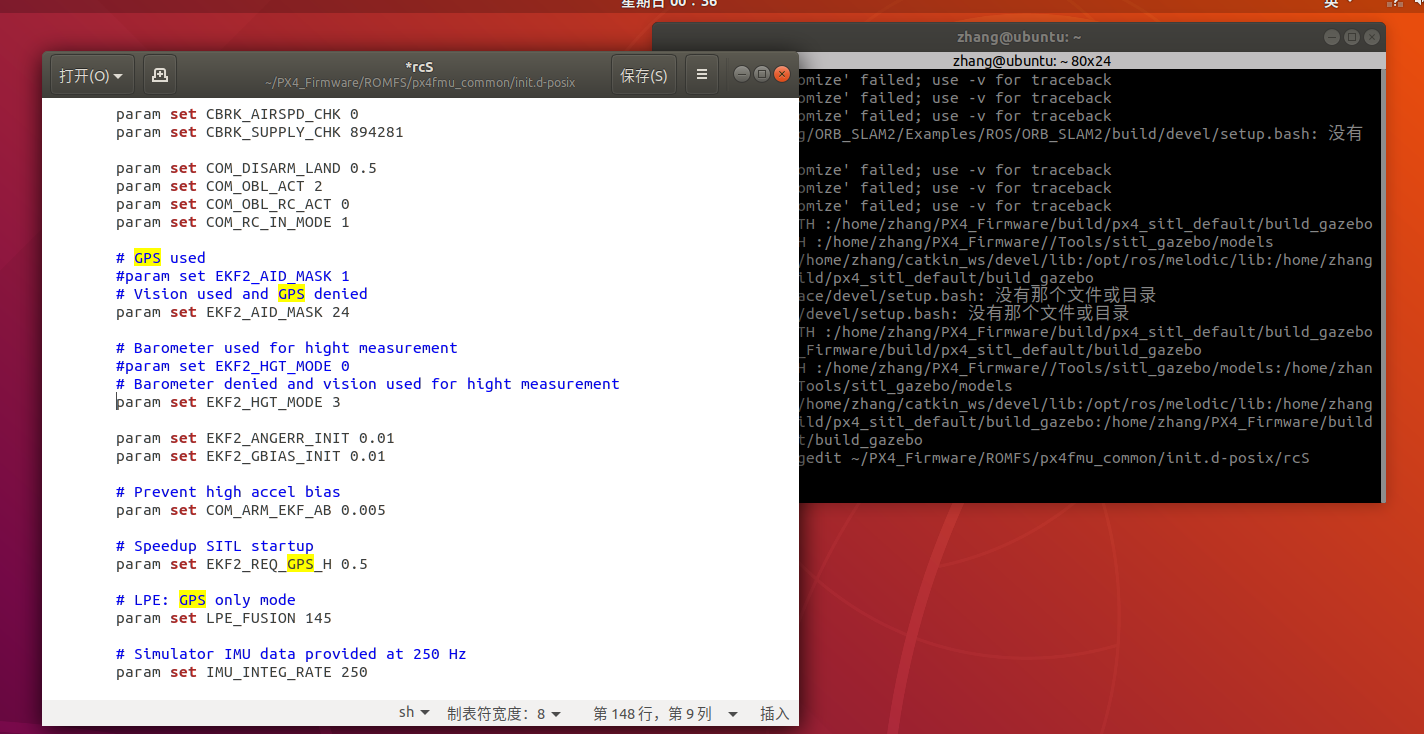 星期日 00：36
英
zhang@ubuntu: ~
zhang@ubuntu: ~ 80x24
omize' failed; use -v for traceback
omize' failed; use -v for traceback
omize' failed; use -v for traceback
g/ORB_SLAM2/Examples/ROS/ORB_SLAM2/build/devel/setup.bash: 没有
omize' failed; use -v for traceback
omize' failed; use -v for traceback
omize' failed; use -v for traceback
TH :/home/zhang/PX4_Firmware/build/px4_sitl_default/build_gazebo
H :/home/zhang/PX4_Firmware//Tools/sitl_gazebo/models
/home/zhang/catkin_ws/devel/lib:/opt/ros/melodic/lib:/home/zhang
ild/px4_sitl_default/build_gazebo
ace/devel/setup.bash: 没有那个文件或目录
/devel/setup.bash: 没有那个文件或目录
TH :/home/zhang/PX4_Firmware/build/px4_sitl_default/build_gazebo
_Firmware/build/px4_sitl_default/build_gazebo
H :/home/zhang/PX4_Firmware//Tools/sitl_gazebo/models:/home/zhan
Tools/sitl_gazebo/models
/home/zhang/catkin_ws/devel/lib:/opt/ros/melodic/lib:/home/zhang
ild/px4_sitl_default/build_gazebo:/home/zhang/PX4_Firmware/build
t/build_gazebo
gedit ~/PX4_Firmware/ROMFS/px4fmu_common/init.d-posix/rcS
打开(O)
*rcS
~/PX4_Firmware/ROMFS/px4fmu_common/init.d-posix
保存(S)
param set CBRK_AIRSPD_CHK 0
param set CBRK_SUPPLY_CHK 894281
param set COM_DISARM_LAND 0.5
param set COM_OBL_ACT 2
param set COM_OBL_RC_ACT 0
param set COM_RC_IN_MODE 1
# GPS used
#param set EKF2_AID_MASK 1
# Vision used and GPS denied
param set EKF2_AID_MASK 24
# Barometer used for hight measurement
#param set EKF2_HGT_MODE 0
# Barometer denied and vision used for hight measurement
param set EKF2_HGT_MODE 3
param set EKF2_ANGERR_INIT 0.01
param set EKF2_GBIAS_INIT 0.01
# Prevent high accel bias
param set COM_ARM_EKF_AB 0.005
# Speedup SITL startup
param set EKF2_REQ_GPS_H 0.5
# LPE: GPS only mode
param set LPE_FUSION 145
# Simulator IMU data provided at 250 Hz
param set IMU_INTEG_RATE 250
sh 制表符宽度：8 第 148 行，第 9 列 插入